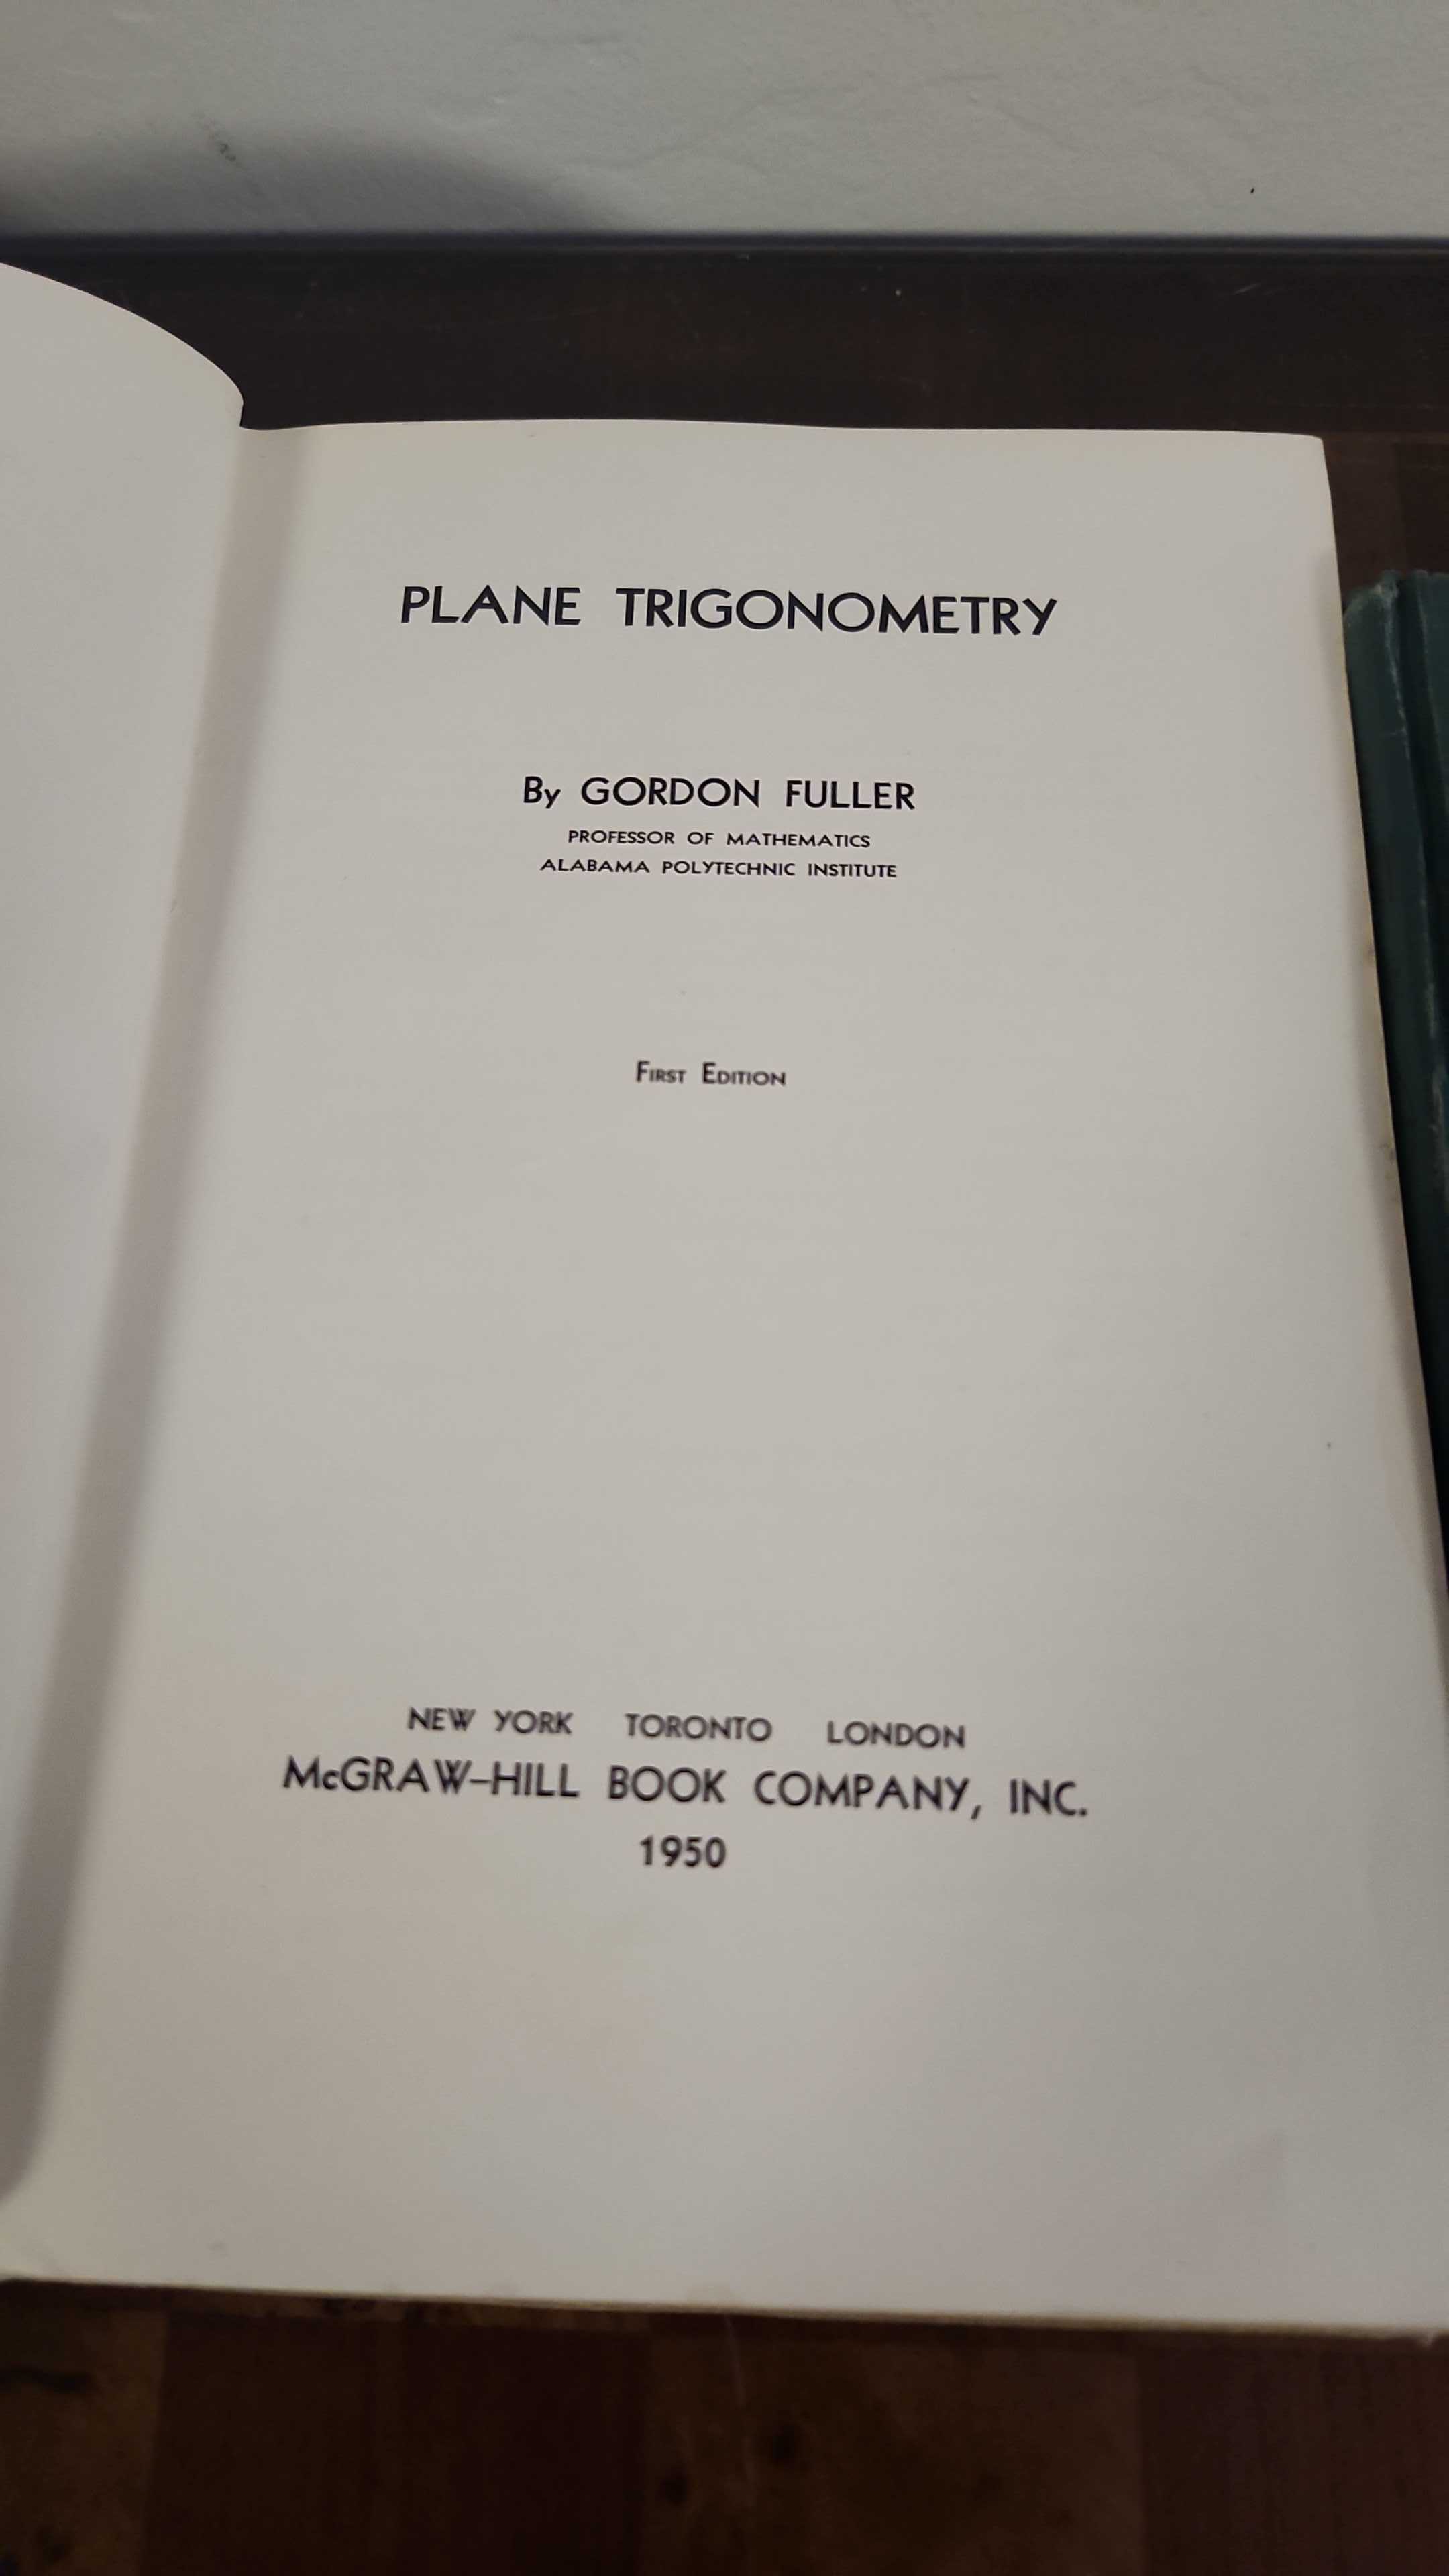 PLANE TRIGONOMETRY
By GORDON FULLER
PROFESSOR OF MATHEMATICS
ALABAMA POLYTECHNIC INSTITUTE
FIRST EDITION
NEW YORK TORONTO LONDON
McGRAW-HILL BOOK COMPANY, INC.
1950